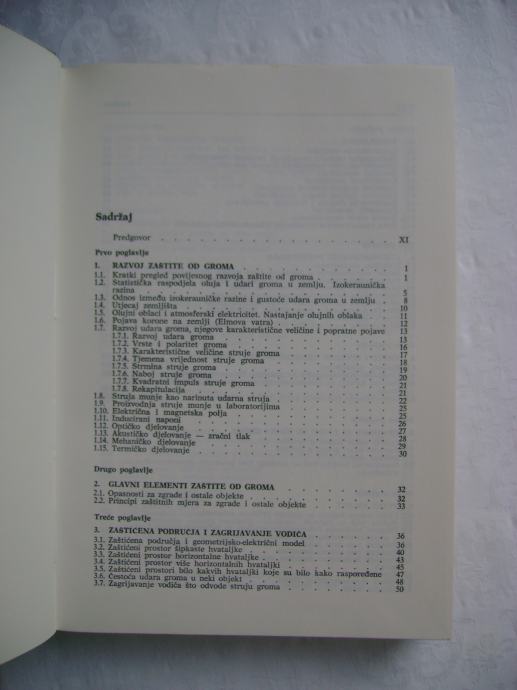 Sadržaj
Predgovor . . . . . . . . . . . . . . . . XI
Prvo poglavlje
1. RAZVOJ ZAŠTITE OD GROMA . . . . . . . . . . 1
1.1. Kratki pregled povijesnog razvoja zaštite od groma . . . . . 1
1.2. Statistička raspodjela oluja i udari groma u zemlju. Izokeraunička
razina . . . . . . . . . . . . . . . . 5
1.3. Odnos između izokerauničke razine i gustoće udara groma u zemlju . 8
1.4. Utjecaj zemljišta . . . . . . . . . . . . . 10
1.5. Olujni oblaci i atmosferski elektricitet. Nastajanje olujnih oblaka . 11
1.6. Pojava korone na zemlji (Elmova vatra) . . . . . . . 12
1.7. Razvoj udara groma, njegove karakteristične veličine i popratne pojave 13
1.7.1. Razvoj udara groma . . . . . . . . . . 13
1.7.2. Vrste i polaritet groma . . . . . . . . . 16
1.7.3. Karakteristične veličine struje groma . . . . . . 17
1.7.4. Tjemena vrijednost struje groma . . . . . . . 18
1.7.5. Strmina struje groma . . . . . . . . . . 19
1.7.6. Naboj struje groma . . . . . . . . . . 20
1.7.7. Kvadratni impuls struje groma . . . . . . . 21
1.7.8. Rekapitulacija . . . . . . . . . . . . 21
1.8. Struja munje kao narinuta udarna struja . . . . . . . 22
1.9. Proizvodnja struje munje u laboratorijima . . . . . . 25
1.10. Električna i magnetska polja . . . . . . . . . 25
1.11. Inducirani naponi . . . . . . . . . . . . 26
1.12. Optičko djelovanje . . . . . . . . . . . . 27
1.13. Akustičko djelovanje — zračni tlak . . . . . . . . 28
1.14. Mehaničko djelovanje . . . . . . . . . . . 29
1.15. Termičko djelovanje . . . . . . . . . . . 30
Drugo poglavlje
2. GLAVNI ELEMENTI ZAŠTITE OD GROMA . . . . . . . 32
2.1. Opasnosti za zgrade i ostale objekte . . . . . . . . 32
2.2. Principi zaštitnih mjera za zgrade i ostale objekte . . . . . 33
Treće poglavlje
3. ZAŠTIĆENA PODRUČJA I ZAGRIJAVANJE VODIČA . . . . . 36
3.1. Zaštićena područja i geometrijsko-električni model . . . . . 36
3.2. Zaštićeni prostor šipkaste hvataljke . . . . . . . . 40
3.3. Zaštićeni prostor horizontalne hvataljke . . . . . . . 43
3.4. Zaštićeni prostor više horizontalnih hvataljki . . . . . . 45
3.5. Zaštićeni prostori bilo kakvih hvataljki koje su bilo kako raspoređene 47
3.6. Čestoća udara groma u neki objekt . . . . . . . . 48
3.7. Zagrijavanje vodiča što odvode struju groma . . . . . . 50